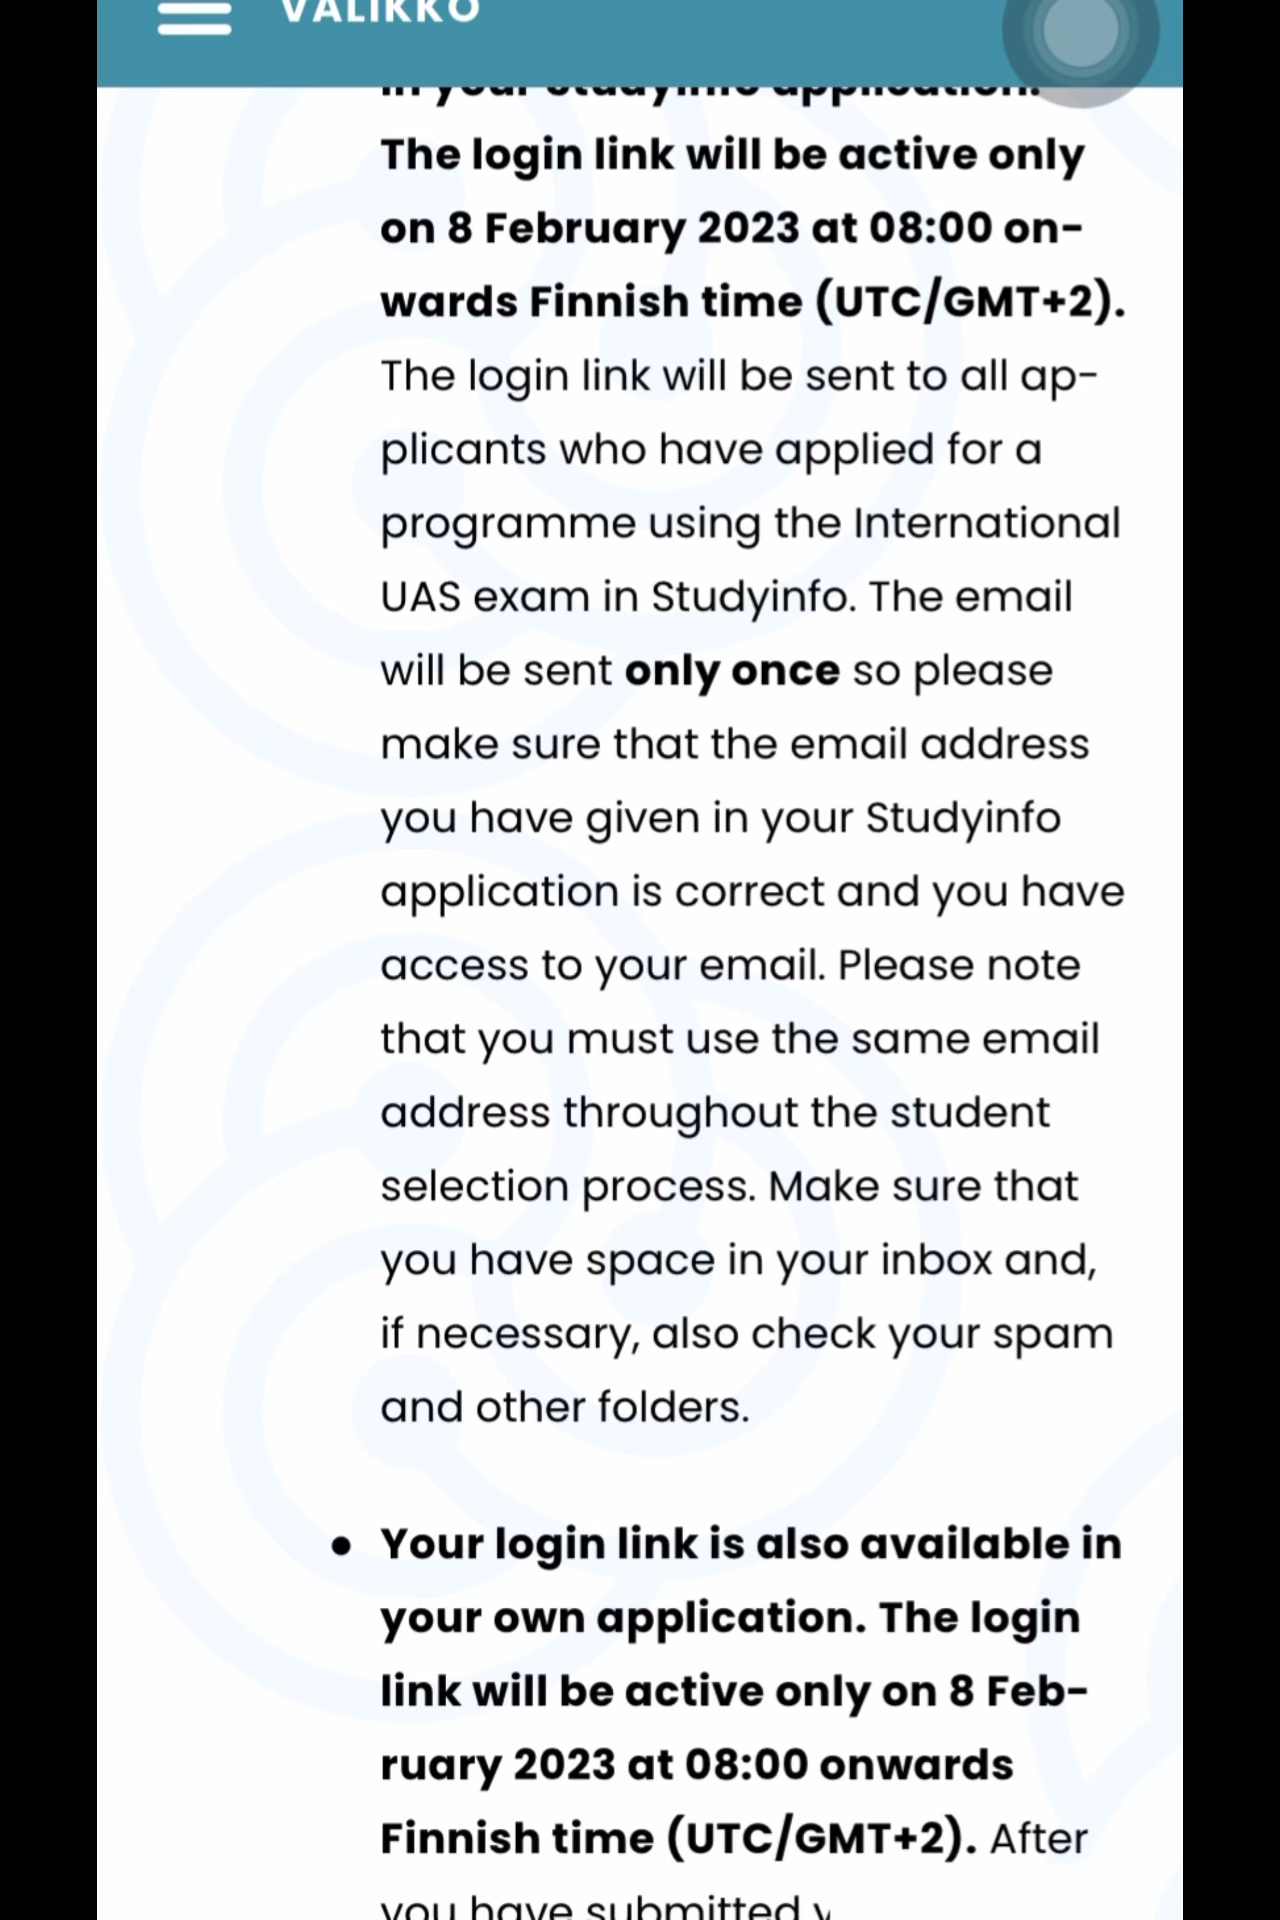 VALIKKO
in your Studyinfo application.
The login link will be active only
on 8 February 2023 at 08:00 on-
wards Finnish time (UTC/GMT+2).
The login link will be sent to all ap-
plicants who have applied for a
programme using the International
UAS exam in Studyinfo. The email
will be sent only once so please
make sure that the email address
you have given in your Studyinfo
application is correct and you have
access to your email. Please note
that you must use the same email
address throughout the student
selection process. Make sure that
you have space in your inbox and,
if necessary, also check your spam
and other folders.
• Your login link is also available in
your own application. The login
link will be active only on 8 Feb-
ruary 2023 at 08:00 onwards
Finnish time (UTC/GMT+2). After
you have submitted